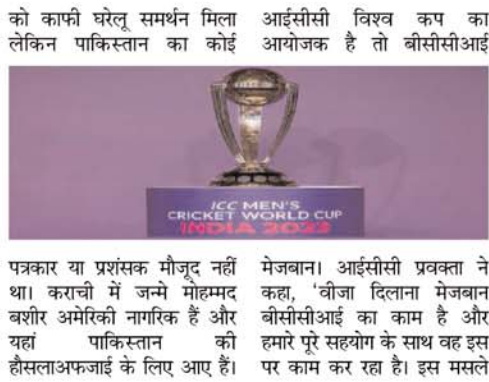 को काफी घरेलू समर्थन मिला
लेकिन पाकिस्तान का कोई
ICC MEN'S
CRICKET WORLD CUP
INDIA 2023
पत्रकार या प्रशंसक मौजूद नहीं
था। कराची में जन्मे मोहम्मद
बशीर अमेरिकी नागरिक हैं और
यहां पाकिस्तान की
हौसलाअफजाई के लिए आए हैं।
आईसीसी विश्व कप का
आयोजक है तो बीसीसीआई
मेजबान। आईसीसी प्रवक्ता ने
कहा, ‘वीजा दिलाना मेजबान
बीसीसीआई का काम है और
हमारे पूरे सहयोग के साथ वह इस
पर काम कर रहा है। इस मसले